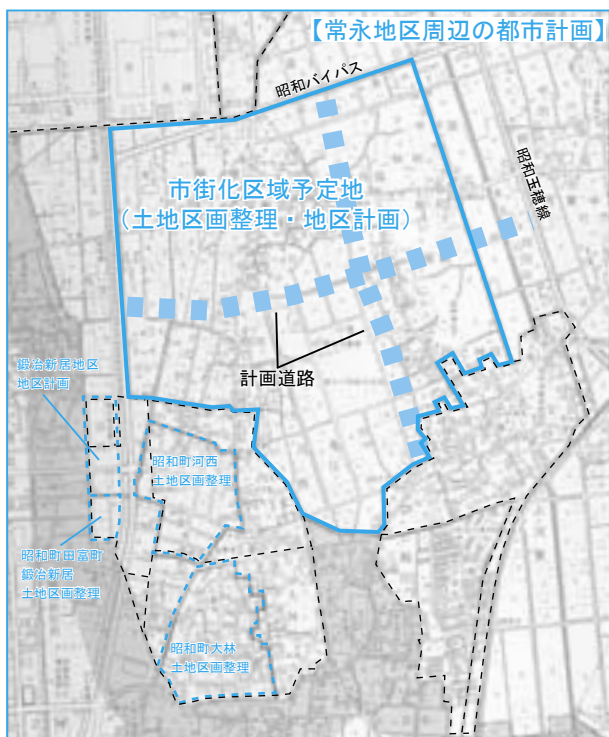 【常永地区周辺の都市計画】
昭和バイパス
昭和玉穂線
市街化区域予定地
（土地区画整理・地区計画）
計画道路
鍛冶新居地区
地区計画
昭和町河西
土地区画整理
昭和町田富町
鍛冶新居
土地区画整理
昭和町大林
土地区画整理